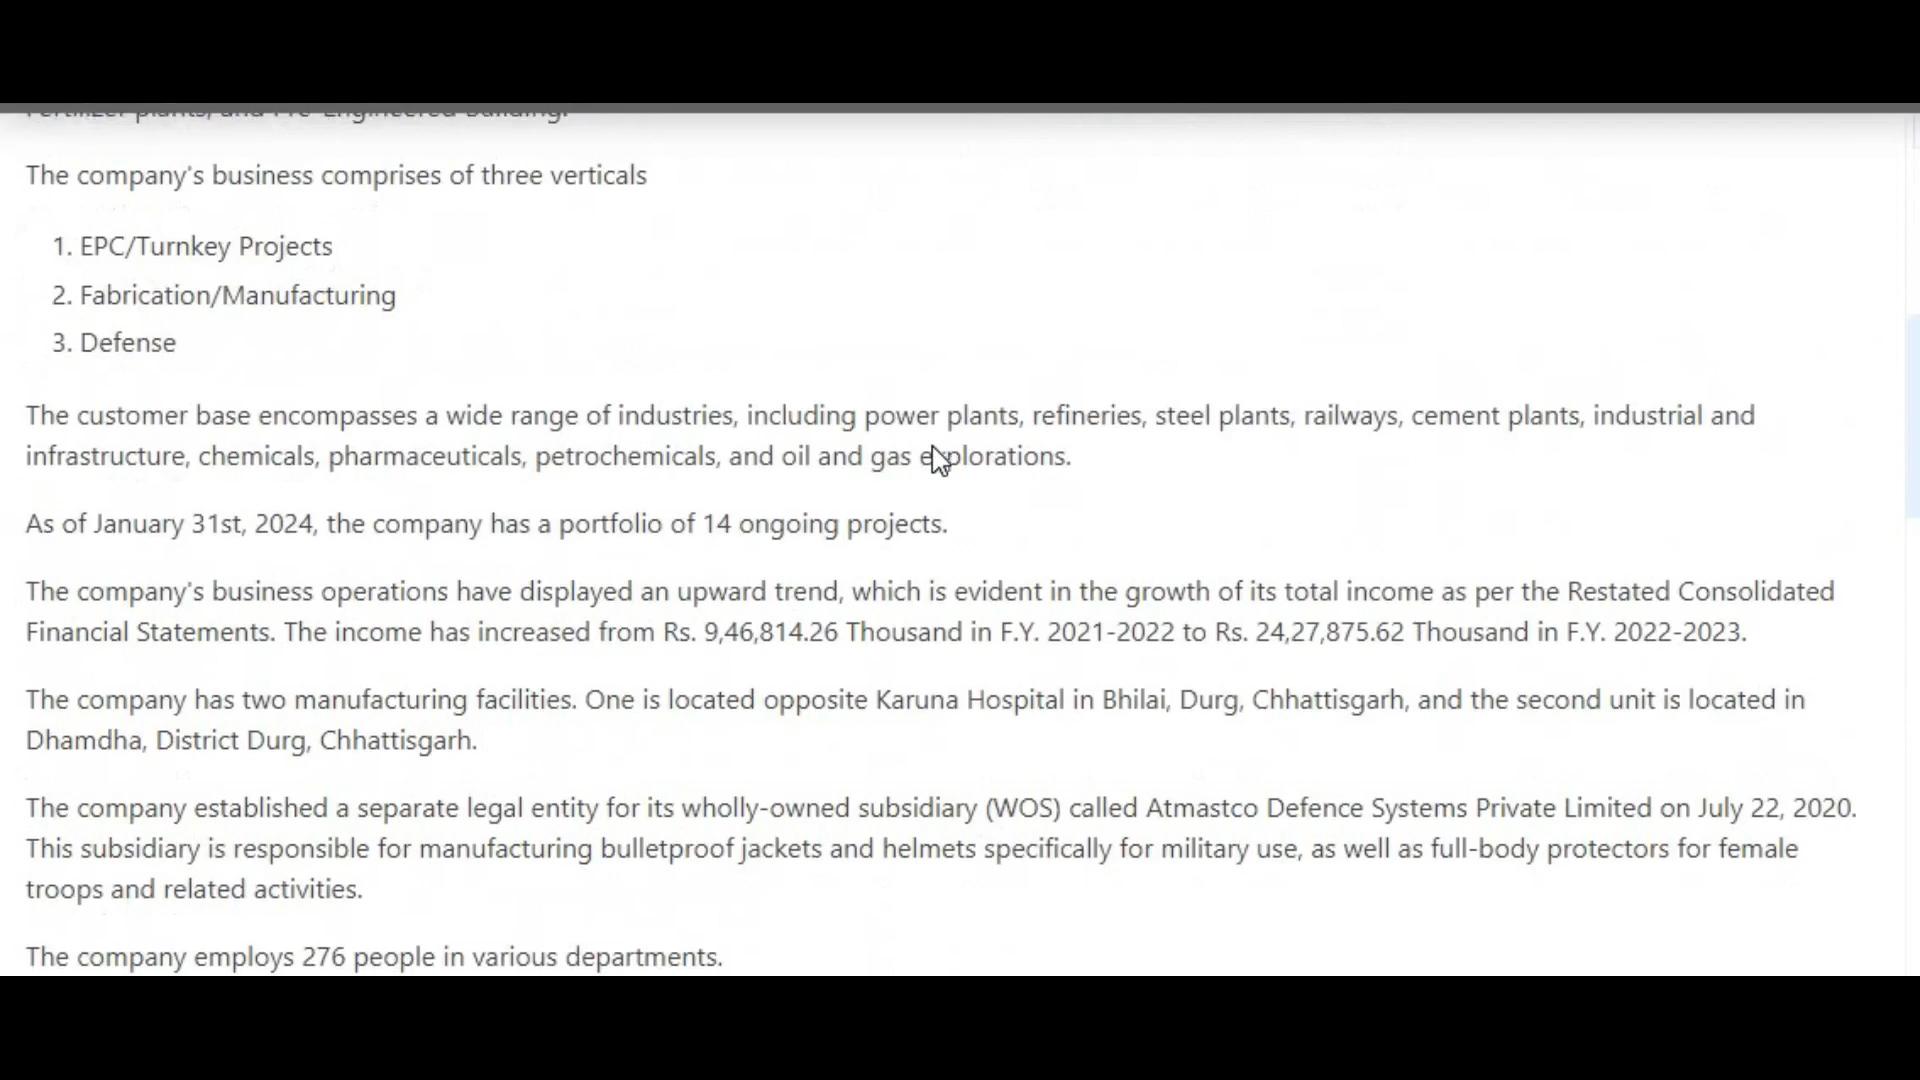 Fertilizer plants, and Pre-Engineered Building.
The company's business comprises of three verticals
1. EPC/Turnkey Projects
2. Fabrication/Manufacturing
3. Defense
The customer base encompasses a wide range of industries, including power plants, refineries, steel plants, railways, cement plants, industrial and
infrastructure, chemicals, pharmaceuticals, petrochemicals, and oil and gas explorations.
As of January 31st, 2024, the company has a portfolio of 14 ongoing projects.
The company's business operations have displayed an upward trend, which is evident in the growth of its total income as per the Restated Consolidated
Financial Statements. The income has increased from Rs. 9,46,814.26 Thousand in F.Y. 2021-2022 to Rs. 24,27,875.62 Thousand in F.Y. 2022-2023.
The company has two manufacturing facilities. One is located opposite Karuna Hospital in Bhilai, Durg, Chhattisgarh, and the second unit is located in
Dhamdha, District Durg, Chhattisgarh.
The company established a separate legal entity for its wholly-owned subsidiary (WOS) called Atmastco Defence Systems Private Limited on July 22, 2020.
This subsidiary is responsible for manufacturing bulletproof jackets and helmets specifically for military use, as well as full-body protectors for female
troops and related activities.
The company employs 276 people in various departments.